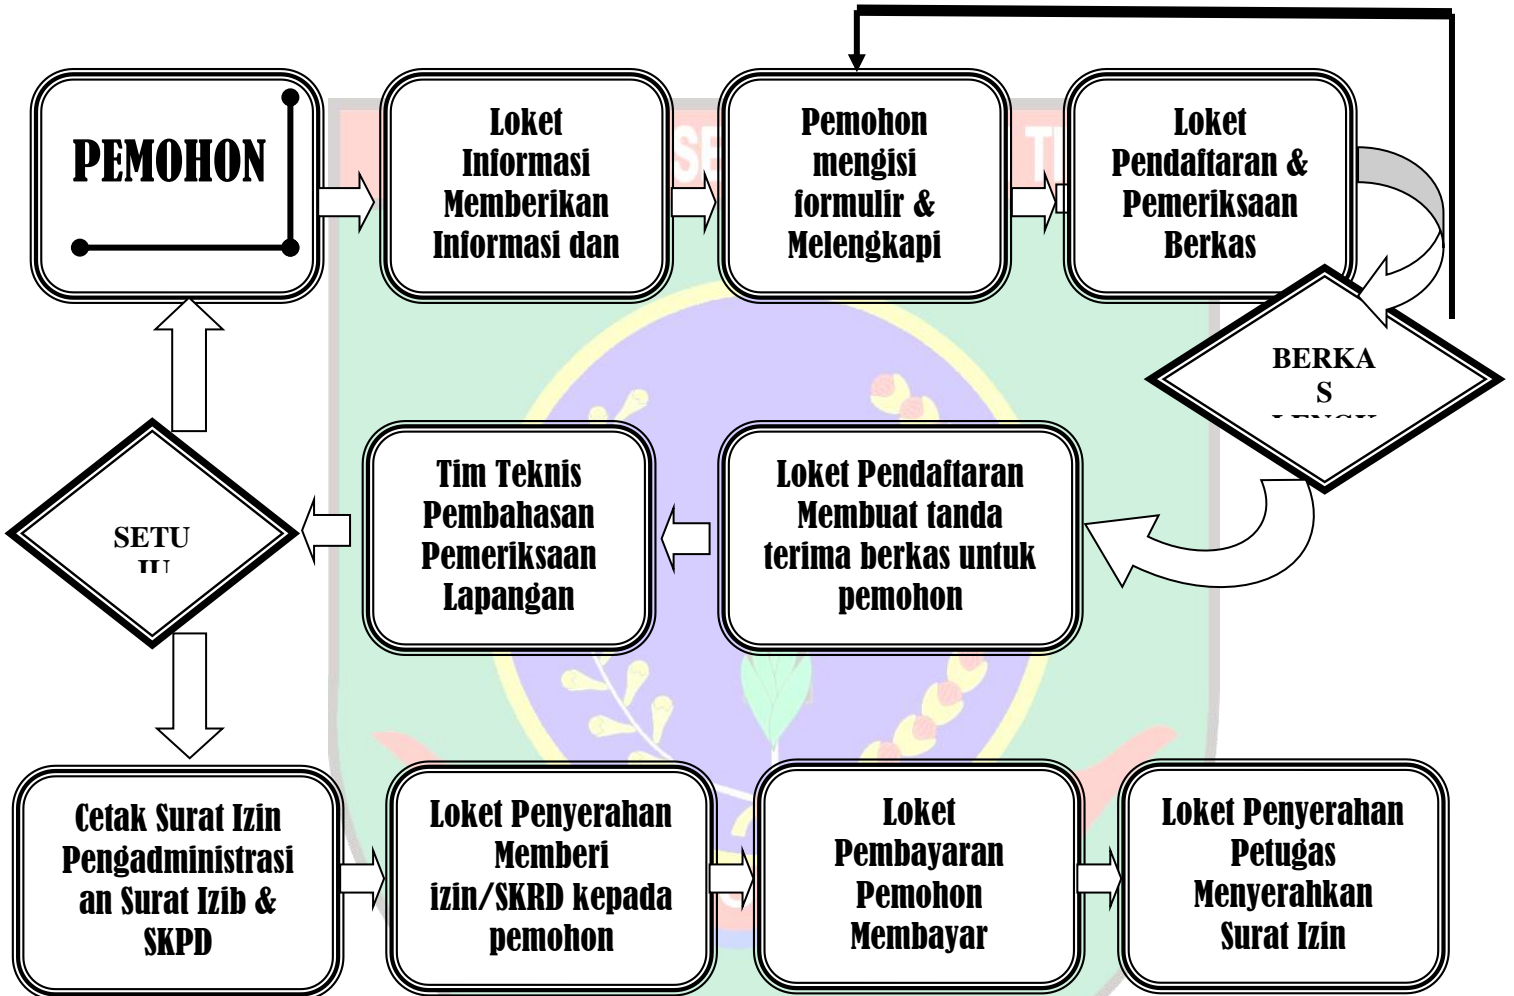 PEMOHON
Loket
Informasi
Memberikan
Informasi dan
Pemohon
mengisi
formulir &
Melengkapi
Loket
Pendaftaran &
Pemeriksaan
Berkas
BERKA
S
Loket Pendaftaran
Membuat tanda
terima berkas untuk
pemohon
Tim Teknis
Pembahasan
Pemeriksaan
Lapangan
SETU
JU
Cetak Surat Izin
Pengadministrasi
an Surat Izib &
SKPD
Loket Penyerahan
Memberi
izin/SKRD kepada
pemohon
Loket
Pembayaran
Pemohon
Membayar
Loket Penyerahan
Petugas
Menyerahkan
Surat Izin